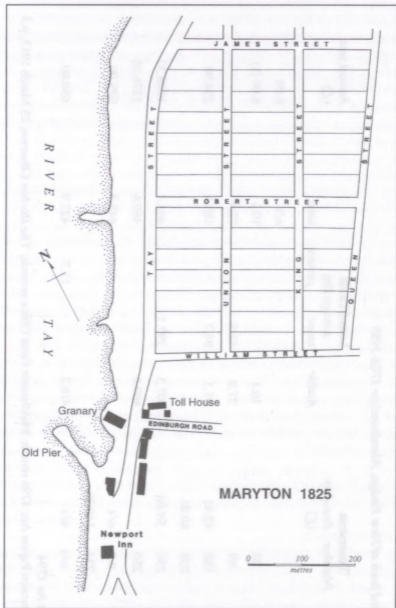 JAMES STREET
RIVER TAY
N
TAY STREET
UNION STREET
KING STREET
QUEEN STREET
ROBERT STREET
WILLIAM STREET
Granary
Toll House
EDINBURGH ROAD
Old Pier
MARYTON 1825
Newport
Inn
0 100 200
metres